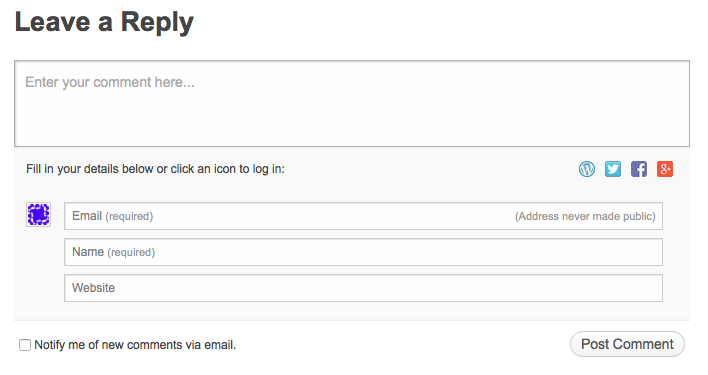 Leave a Reply
Enter your comment here...
Fill in your details below or click an icon to log in:
Email (required) (Address never made public)
Name (required)
Website
Notify me of new comments via email. Post Comment